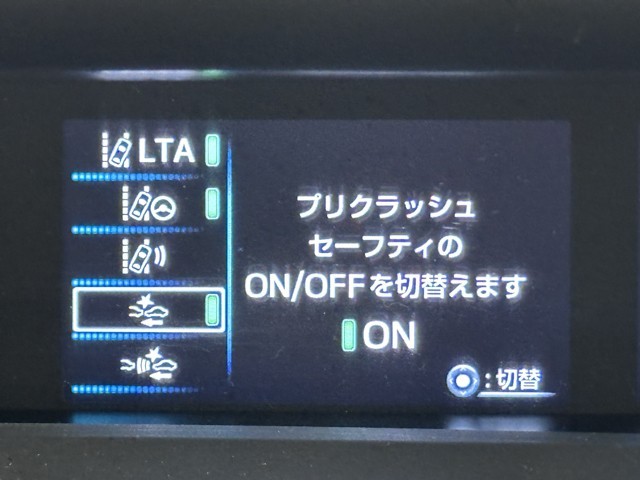 LTA
プリクラッシュ
セーフティの
ON/OFFを切替えます
ON
:切替